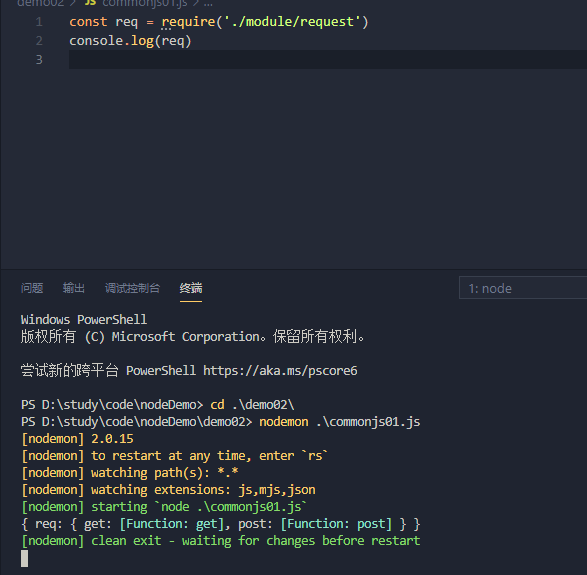 demo02 > JS commonjs01.js > ...
1 const req = require('./module/request')
2 console.log(req)
3
问题 输出 调试控制台 终端 1: node
Windows PowerShell
版权所有 (C) Microsoft Corporation。保留所有权利。
尝试新的跨平台 PowerShell https://aka.ms/pscore6
PS D:\study\code\nodeDemo> cd .\demo02\
PS D:\study\code\nodeDemo\demo02> nodemon .\commonjs01.js
[nodemon] 2.0.15
[nodemon] to restart at any time, enter `rs`
[nodemon] watching path(s): *.*
[nodemon] watching extensions: js,mjs,json
[nodemon] starting `node .\commonjs01.js`
{ req: { get: [Function: get], post: [Function: post] } }
[nodemon] clean exit - waiting for changes before restart